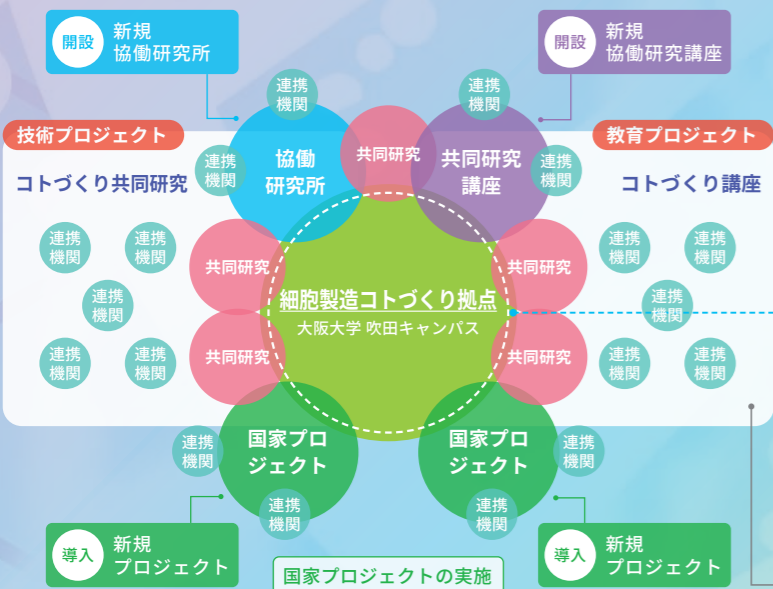 開設
新規
協働研究所
開設
新規
協働研究講座
連携
機関
連携
機関
技術プロジェクト
教育プロジェクト
共同研究
協働
研究所
共同研究
講座
連携
機関
連携
機関
コトづくり共同研究
コトづくり講座
連携
機関
連携
機関
連携
機関
連携
機関
共同研究
共同研究
連携
機関
連携
機関
細胞製造コトづくり拠点
大阪大学 吹田キャンパス
連携
機関
連携
機関
共同研究
共同研究
連携
機関
連携
機関
連携
機関
国家プロ
ジェクト
国家プロ
ジェクト
連携
機関
連携
機関
連携
機関
導入
新規
プロジェクト
導入
新規
プロジェクト
国家プロジェクトの実施